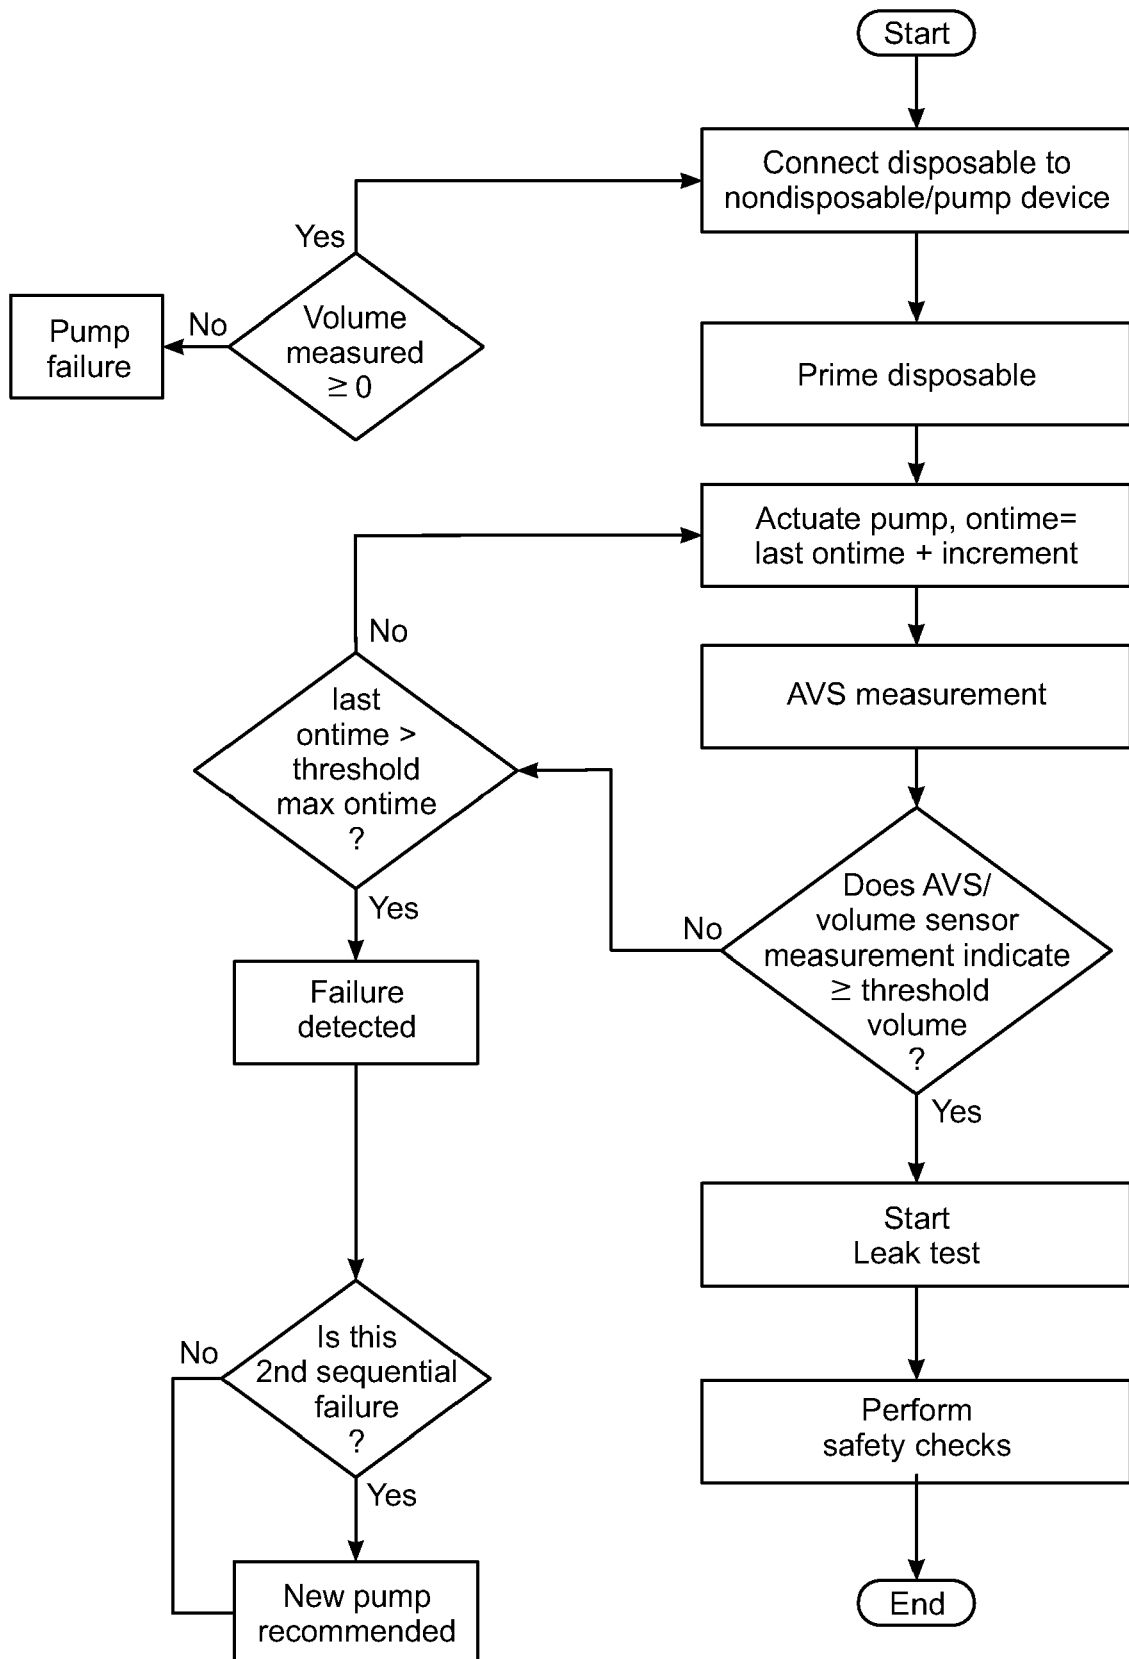 Start
Connect disposable to
nondisposable/pump device
Yes
No
Volume
measured
≥ 0
Pump
failure
Prime disposable
Actuate pump, ontime=
last ontime + increment
No
AVS measurement
last
ontime >
threshold
max ontime
?
Yes
Does AVS/
volume sensor
measurement indicate
≥ threshold
volume
?
No
Yes
Failure
detected
Start
Leak test
Is this
2nd sequential
failure
?
No
Yes
Perform
safety checks
New pump
recommended
End